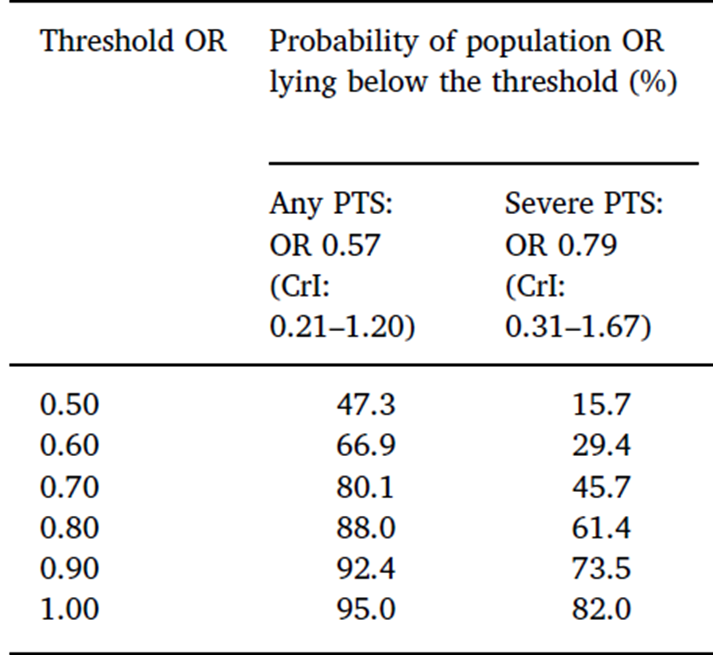 Threshold OR Probability of population OR
lying below the threshold (%)
Any PTS: Severe PTS:
OR 0.57 OR 0.79
(CrI: (CrI:
0.21–1.20) 0.31–1.67)
0.50 47.3 15.7
0.60 66.9 29.4
0.70 80.1 45.7
0.80 88.0 61.4
0.90 92.4 73.5
1.00 95.0 82.0